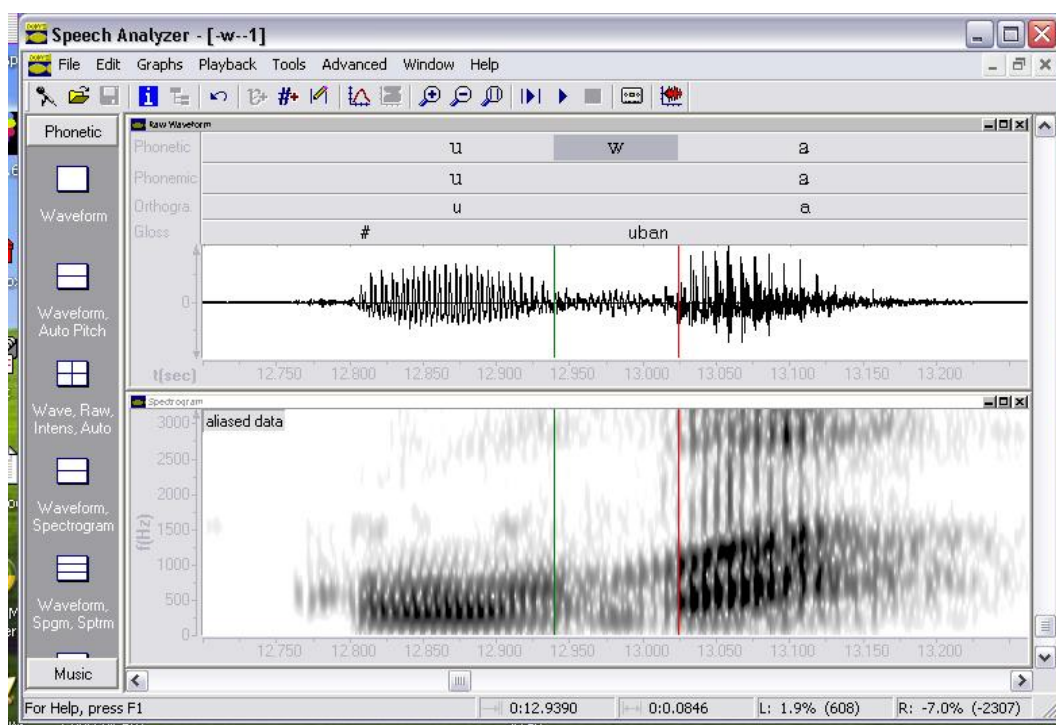 Speech Analyzer - [-w--1]
File Edit Graphs Playback Tools Advanced Window Help
Phonetic
Waveform
Waveform,
Auto Pitch
Wave, Raw,
Intens, Auto
Waveform,
Spectrogram
Waveform,
Spgm, Sptrm
Music
Raw Waveform
Phonetic u w a
Phonemic u a
Orthogra. u a
Gloss # uban
0
t(sec) 12.750 12.800 12.850 12.900 12.950 13.000 13.050 13.100 13.150 13.200
Spectrogram
aliased data
f(Hz)
3000
2500
2000
1500
1000
500
0
12.750 12.800 12.850 12.900 12.950 13.000 13.050 13.100 13.150 13.200
For Help, press F1 0:12.9390 0:0.0846 L: 1.9% (608) R: -7.0% (-2307)